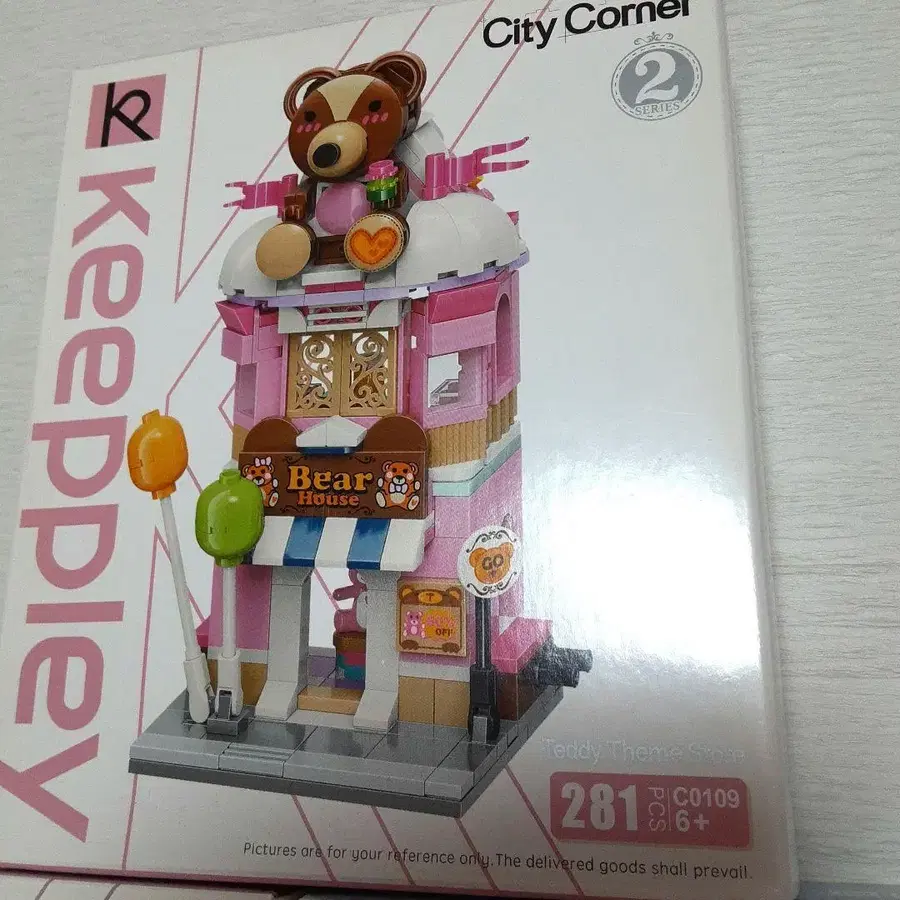 City Corner
2
SERIES
keeppley
Bear
House
GO
OFF
Teddy Theme Store
281 PCS
C0109
6+
Pictures are for your reference only.The delivered goods shall prevail.